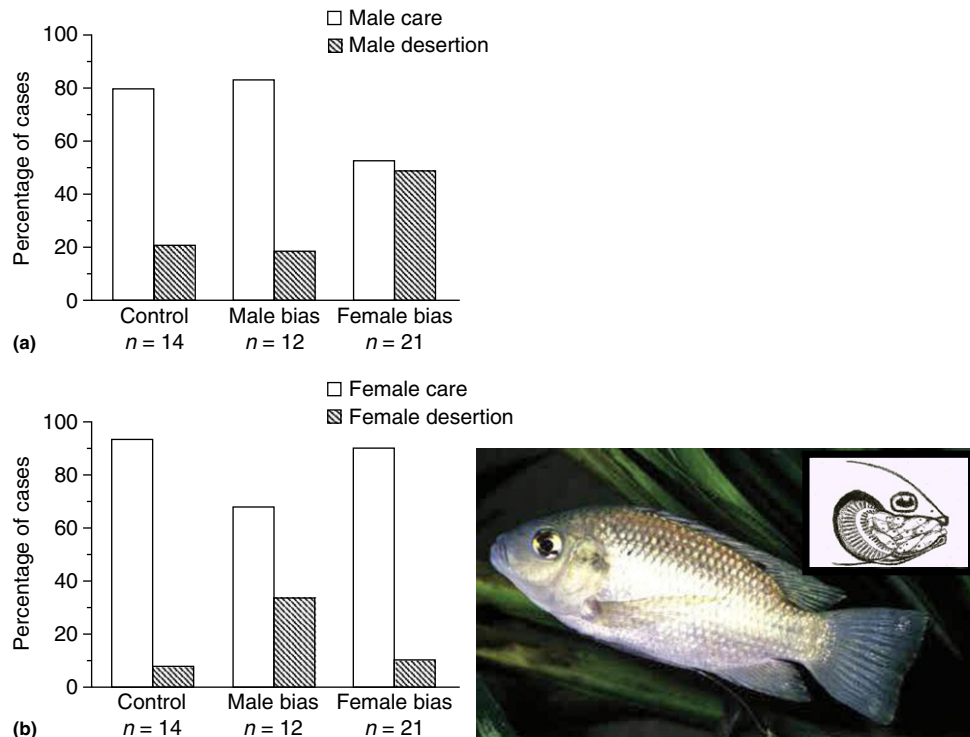 Male care
Male desertion
100
80
60
40
20
0
Percentage of cases
Control
n = 14
Male bias
n = 12
Female bias
n = 21
(a)
Female care
Female desertion
100
80
60
40
20
0
Percentage of cases
Control
n = 14
Male bias
n = 12
Female bias
n = 21
(b)